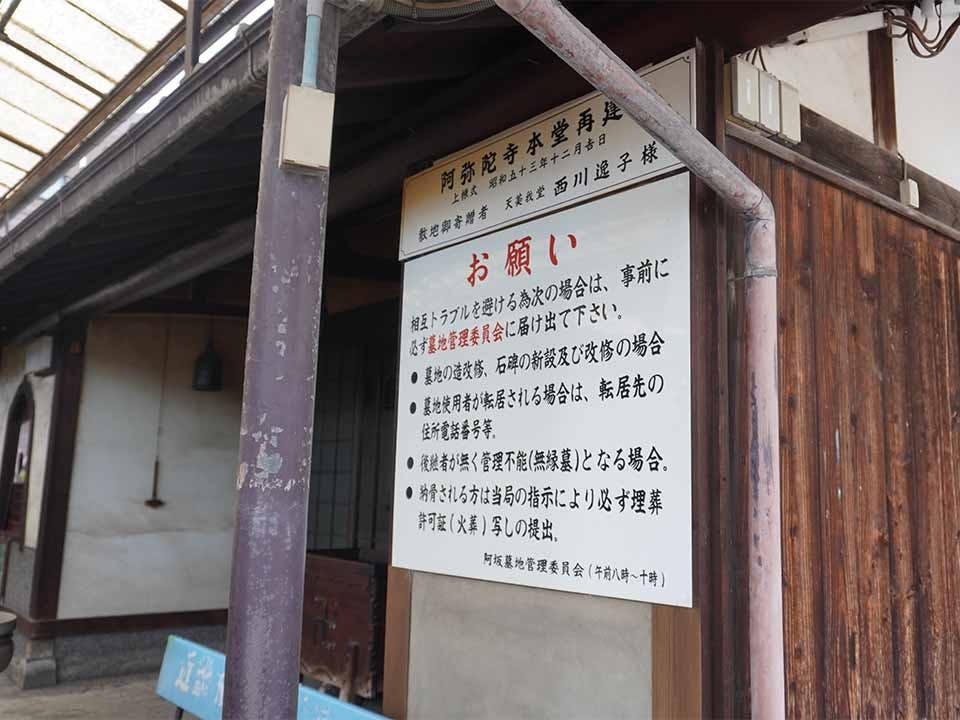 阿弥陀寺本堂再建
上棟式 昭和五十三年十二月吉日
敷地御寄贈者 天美我堂 西川逸子様
お願い
相互トラブルを避ける為次の場合は、事前に
必ず墓地管理委員会に届け出て下さい。
● 墓地の造改修、石碑の新設及び改修の場合
● 墓地使用者が転居される場合は、転居先の
住所電話番号等。
● 後継者が無く管理不能(無縁墓)となる場合。
● 納骨される方は当局の指示により必ず埋葬
許可証(火葬)写しの提出。
阿坂墓地管理委員会(午前八時〜十時)